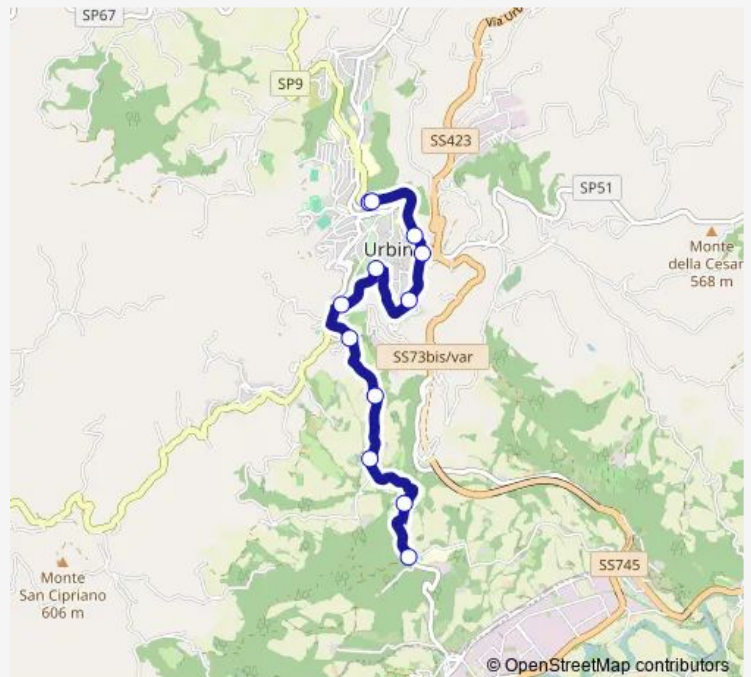 SP67
Via Urb
SP9
SS423
SP51
Urbin
Monte
della Cesan
568 m
SS73bis/var
SS745
Monte
San Cipriano
606 m
© OpenStreetMap contributors